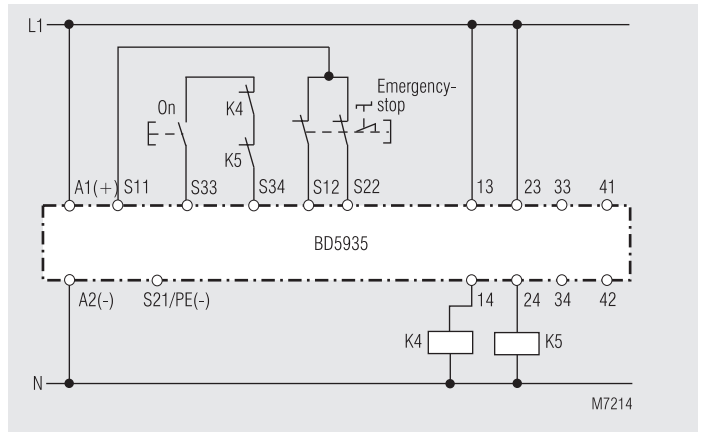 L1
Emergency-
stop
On
K4
K5
A1(+) S11 S33 S34 S12 S22 13 23 33 41
BD5935
A2(-) S21/PE(-) 14 24 34 42
K4 K5
N
M7214